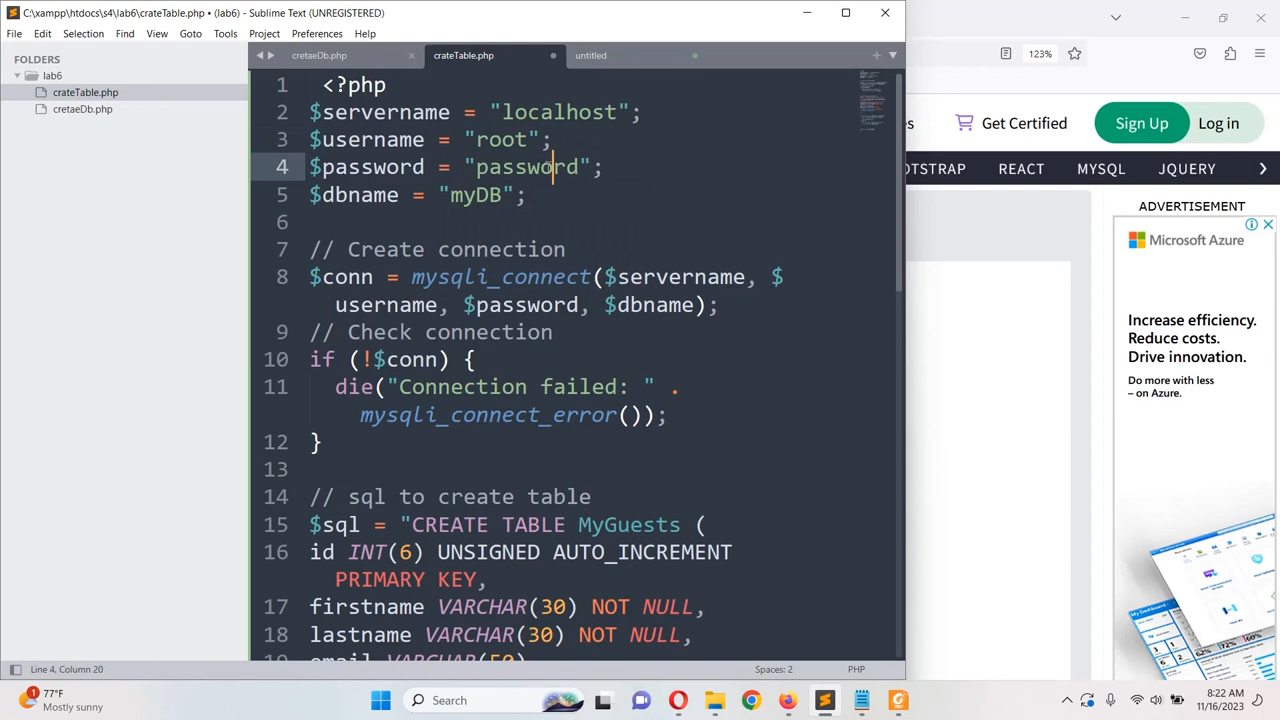 C:\xampp\htdocs\s4\lab6\crateTable.php • (lab6) - Sublime Text (UNREGISTERED)
File Edit Selection Find View Goto Tools Project Preferences Help
FOLDERS
lab6
crateTable.php
cretaeDb.php
cretaeDb.php × crateTable.php untitled
1 <?php
2 $servername = "localhost";
3 $username = "root";
4 $password = "password";
5 $dbname = "myDB";
6
7 // Create connection
8 $conn = mysqli_connect($servername, $
username, $password, $dbname);
9 // Check connection
10 if (!$conn) {
11 die("Connection failed: " .
mysqli_connect_error());
12 }
13
14 // sql to create table
15 $sql = "CREATE TABLE MyGuests (
16 id INT(6) UNSIGNED AUTO_INCREMENT
PRIMARY KEY,
17 firstname VARCHAR(30) NOT NULL,
18 lastname VARCHAR(30) NOT NULL,
19 email VARCHAR(50)
Line 4, Column 20 Spaces: 2 PHP
123%
Get Certified Sign Up Log in
REACT MYSQL JQUERY
ADVERTISEMENT
Microsoft Azure
Increase efficiency.
Reduce costs.
Drive innovation.
Do more with less
– on Azure.
1
77°F
Mostly sunny
Search
8:22 AM
11/16/2023